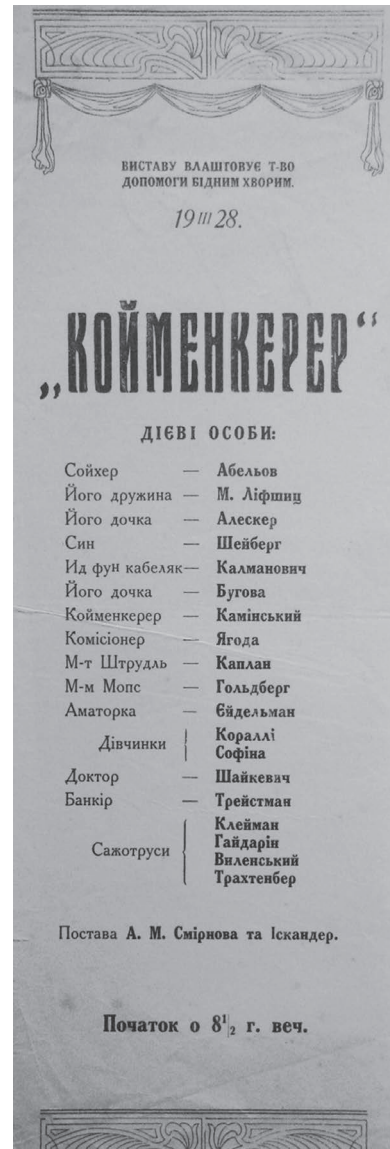 ВИСТАВУ ВЛАШТОВУЄ Т-ВО
ДОПОМОГИ БІДНИМ ХВОРИМ.
19 III 28.
„КОЙМЕНКЕРЕР“
ДІЄВІ ОСОБИ:
Сойхер — Абельов
Його дружина — М. Ліфшиц
Його дочка — Алескер
Син — Шейберг
Ид фун кабеляк — Калманович
Його дочка — Бугова
Койменкерер — Камінський
Комісіонер — Ягода
М-т Штрудль — Каплан
М-м Мопс — Гольдберг
Аматорка — Єйдельман
Дівчинки Кораллі
Софіна
Доктор — Шайкевич
Банкір — Трейстман
Сажотруси Клейман
Гайдарін
Виленський
Трахтенбер
Постава А. М. Смірнова та Іскандер.
Початок о 8 1/2 г. веч.